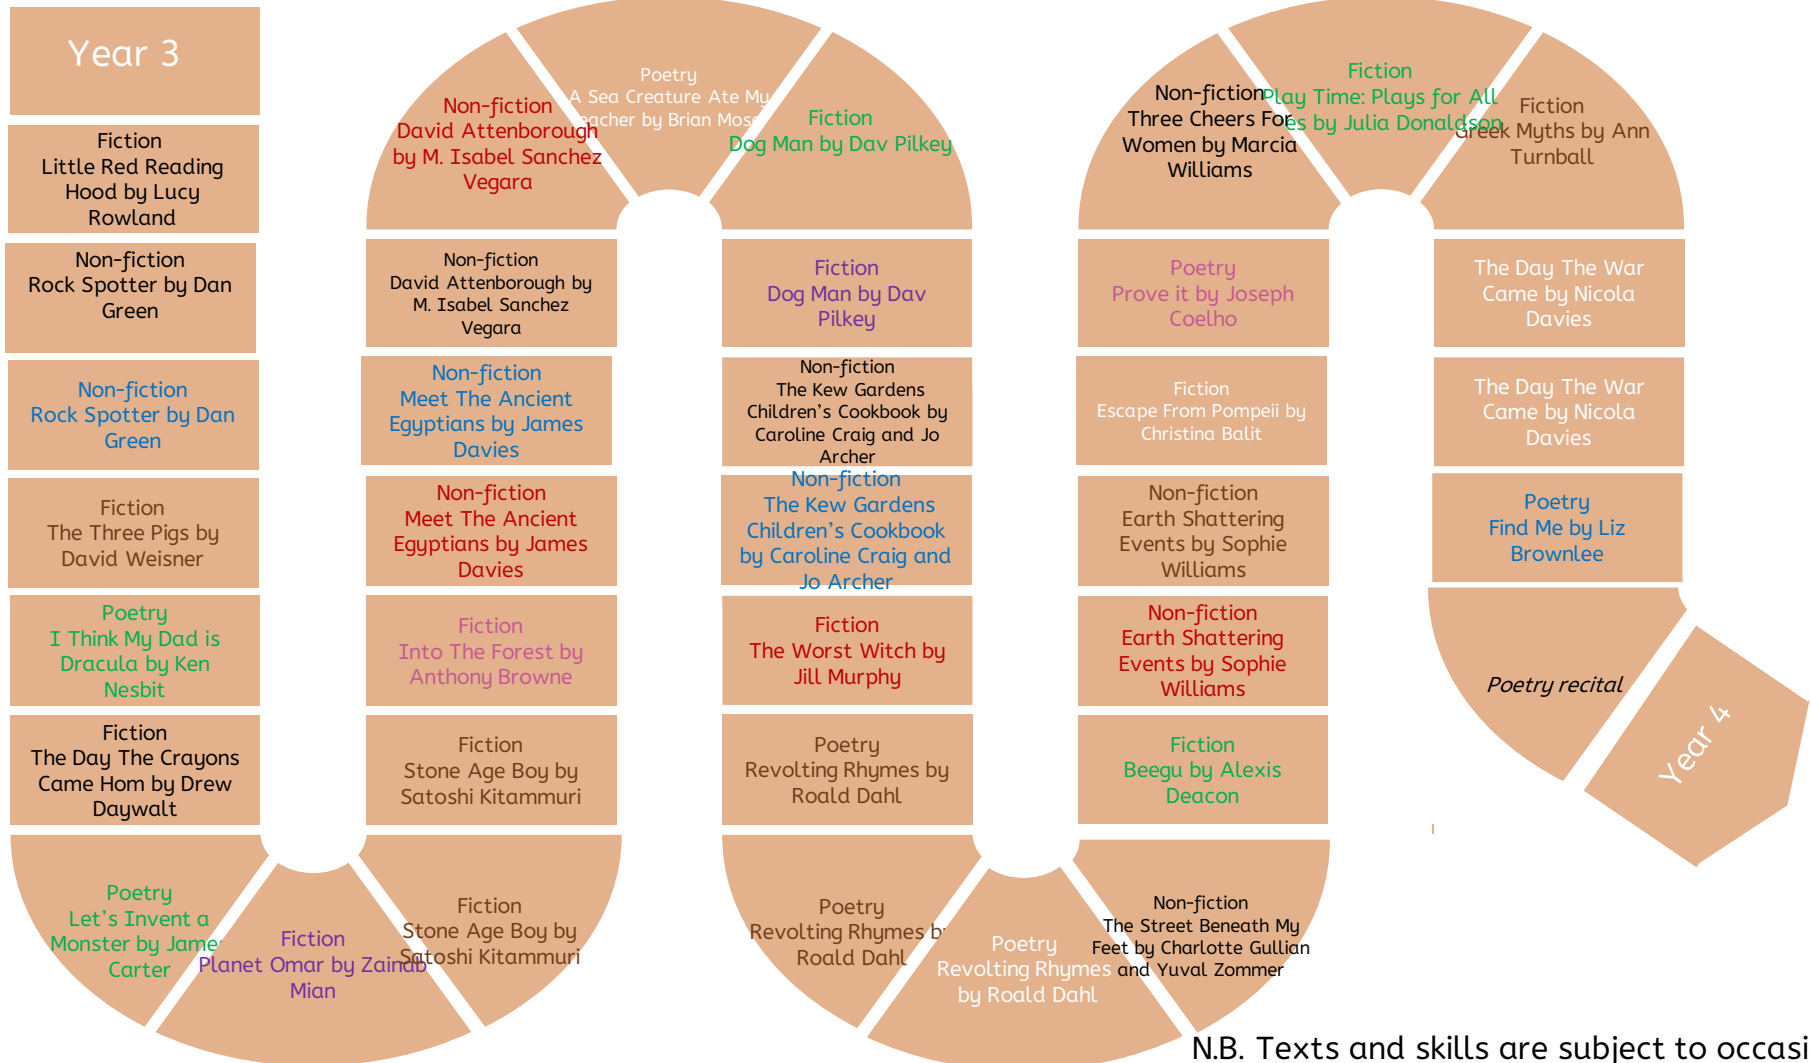 Year 3
Fiction
Little Red Reading
Hood by Lucy
Rowland
Non-fiction
Rock Spotter by Dan
Green
Non-fiction
Rock Spotter by Dan
Green
Fiction
The Three Pigs by
David Weisner
Poetry
I Think My Dad is
Dracula by Ken
Nesbit
Fiction
The Day The Crayons
Came Hom by Drew
Daywalt
Poetry
Let's Invent a
Monster by James
Carter
Fiction
Planet Omar by Zainab
Mian
Fiction
Stone Age Boy by
Satoshi Kitammuri
Fiction
Stone Age Boy by
Satoshi Kitammuri
Fiction
Into The Forest by
Anthony Browne
Non-fiction
Meet The Ancient
Egyptians by James
Davies
Non-fiction
Meet The Ancient
Egyptians by James
Davies
Non-fiction
David Attenborough by
M. Isabel Sanchez
Vegara
Non-fiction
David Attenborough
by M. Isabel Sanchez
Vegara
Poetry
A Sea Creature Ate My
by Brian
Fiction
Dog Man by Dav Pilkey
Fiction
Dog Man by Dav
Pilkey
Non-fiction
The Kew Gardens
Children's Cookbook by
Caroline Craig and Jo
Archer
Non-fiction
The Kew Gardens
Children's Cookbook
by Caroline Craig and
Jo Archer
Fiction
The Worst Witch by
Jill Murphy
Poetry
Revolting Rhymes by
Roald Dahl
Poetry
Revolting Rhymes by
Roald Dahl
Poetry
Revolting Rhymes
by Roald Dahl
Non-fiction
The Street Beneath My
Feet by Charlotte Gullian
and Yuval Zommer
Fiction
Beegu by Alexis
Deacon
Non-fiction
Earth Shattering
Events by Sophie
Williams
Non-fiction
Earth Shattering
Events by Sophie
Williams
Fiction
Escape From Pompeii by
Christina Balit
Poetry
Prove it by Joseph
Coelho
Non-fiction
Three Cheers For
Women by Marcia
Williams
Fiction
Play Time: Plays for All
by Julia Donaldson
Fiction
Greek Myths by Ann
Turnball
The Day The War
Came by Nicola
Davies
The Day The War
Came by Nicola
Davies
Poetry
Find Me by Liz
Brownlee
Poetry recital
Year 4
N.B. Texts and skills are subject to